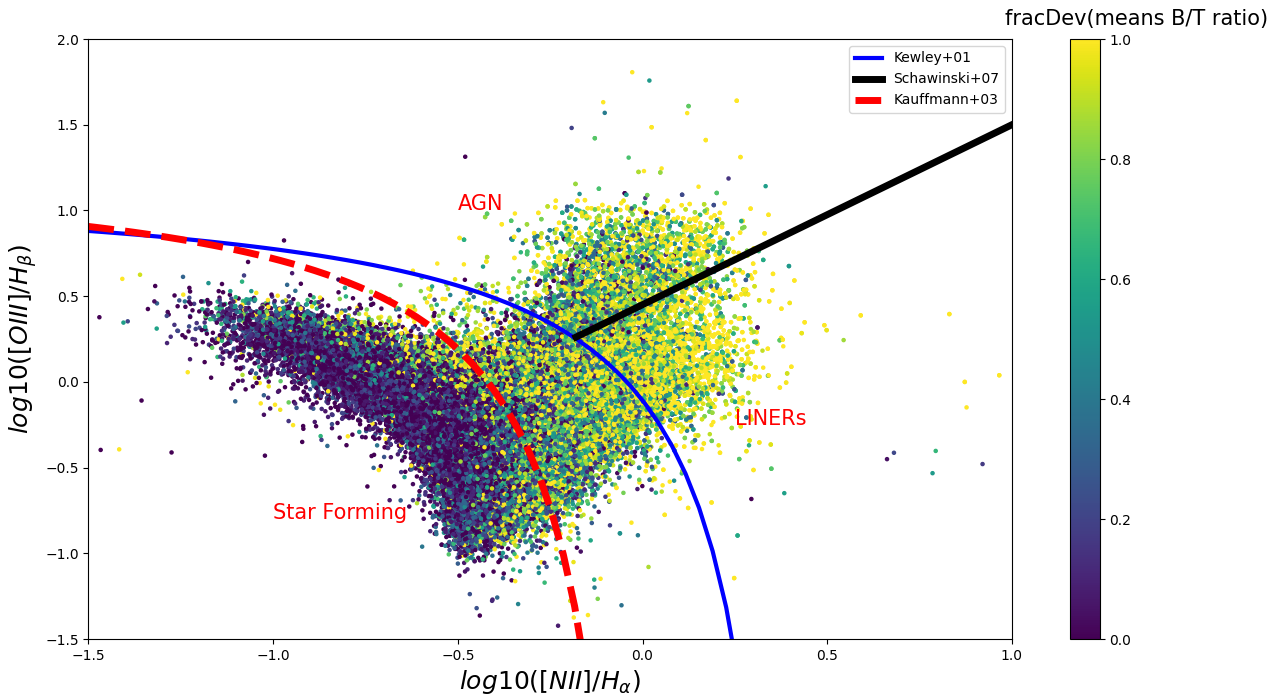 fracDev(means B/T ratio)
Kewley+01
Schawinski+07
Kauffmann+03
AGN
LINERs
Star Forming
2.0
1.5
1.0
0.5
0.0
−0.5
−1.0
−1.5
log10([OIII]/Hβ)
−1.5 −1.0 −0.5 0.0 0.5 1.0
log10([NII]/Hα)
1.0
0.8
0.6
0.4
0.2
0.0